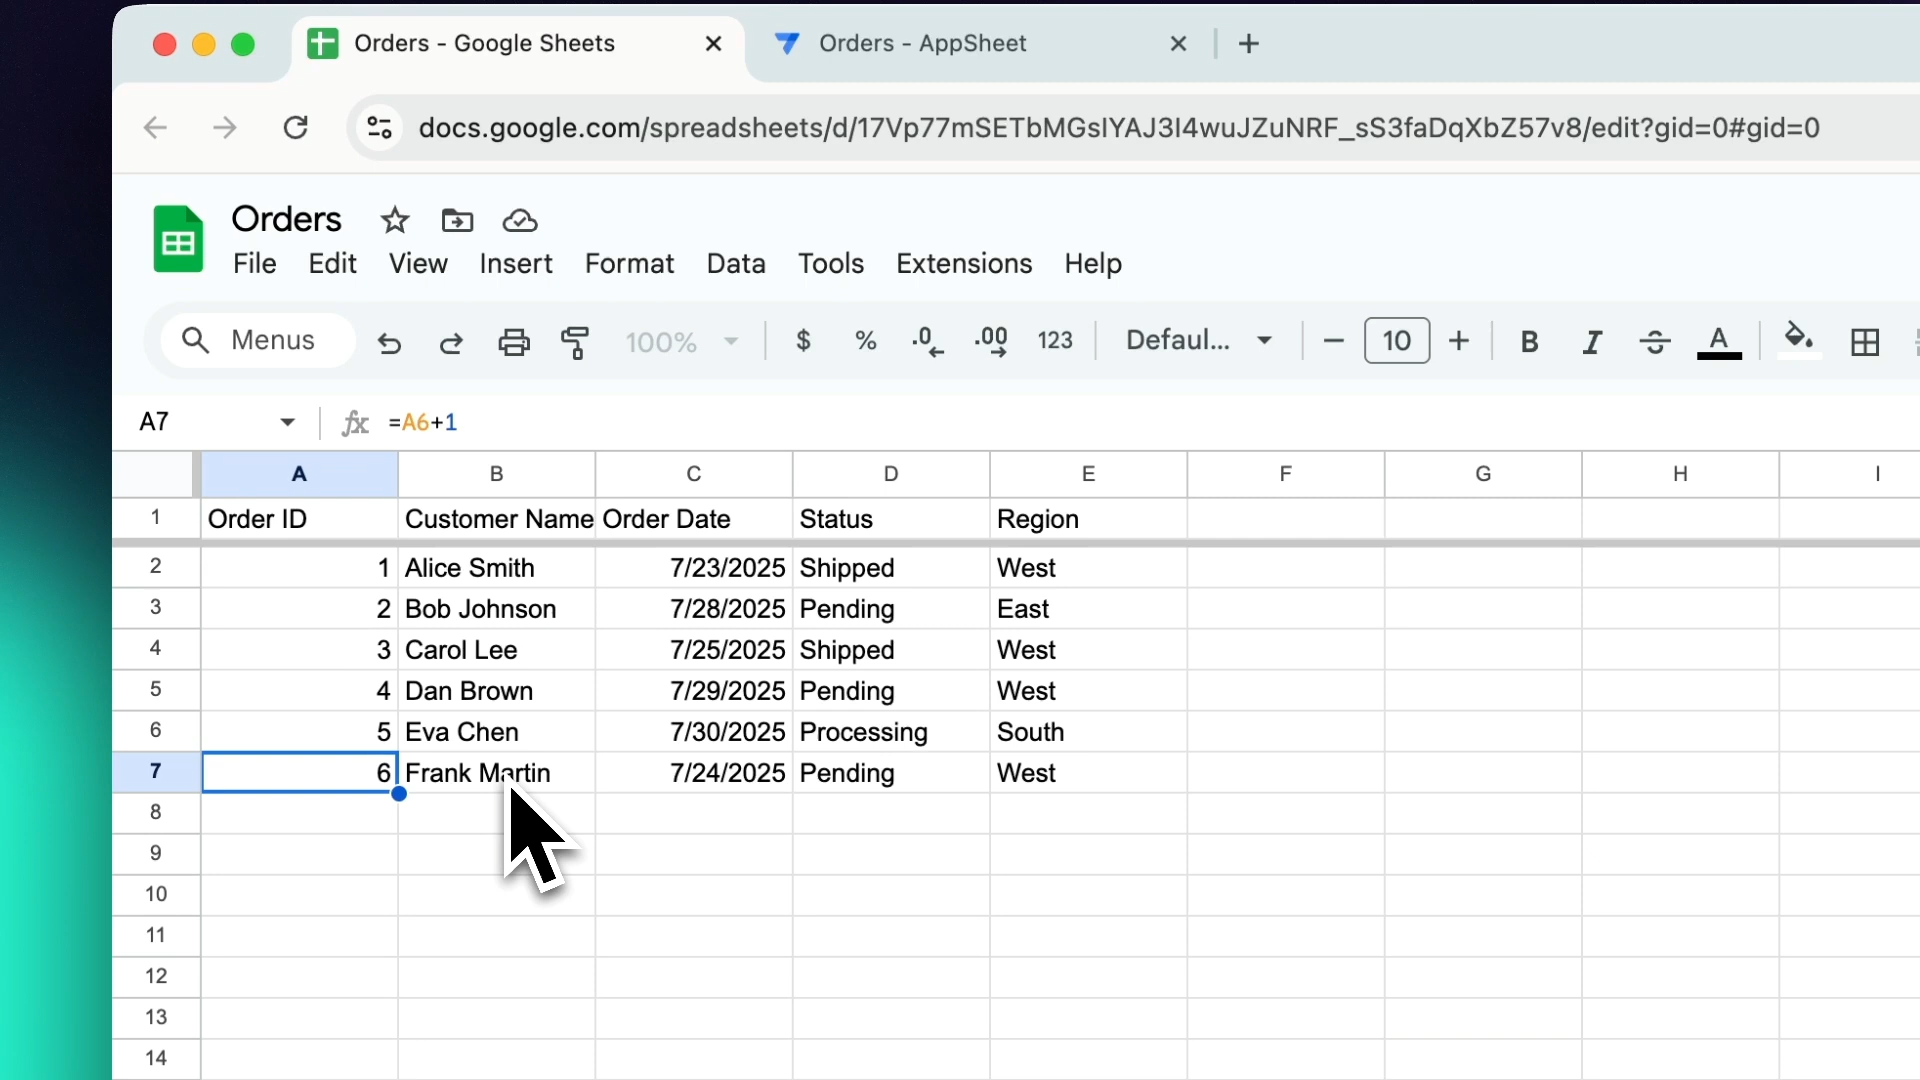 Orders - Google Sheets
Orders - AppSheet
docs.google.com/spreadsheets/d/17Vp77mSETbMGsIYAJ3I4wuJZuNRF_sS3faDqXbZ57v8/edit?gid=0#gid=0
Orders
File Edit View Insert Format Data Tools Extensions Help
Menus 100% $ % .0 .00 123 Defaul... 10 B I S A
A7 fx =A6+1
A B C D E F G H I
1 Order ID Customer Name Order Date Status Region
2 1 Alice Smith 7/23/2025 Shipped West
3 2 Bob Johnson 7/28/2025 Pending East
4 3 Carol Lee 7/25/2025 Shipped West
5 4 Dan Brown 7/29/2025 Pending West
6 5 Eva Chen 7/30/2025 Processing South
7 6 Frank Martin 7/24/2025 Pending West
8
9
10
11
12
13
14